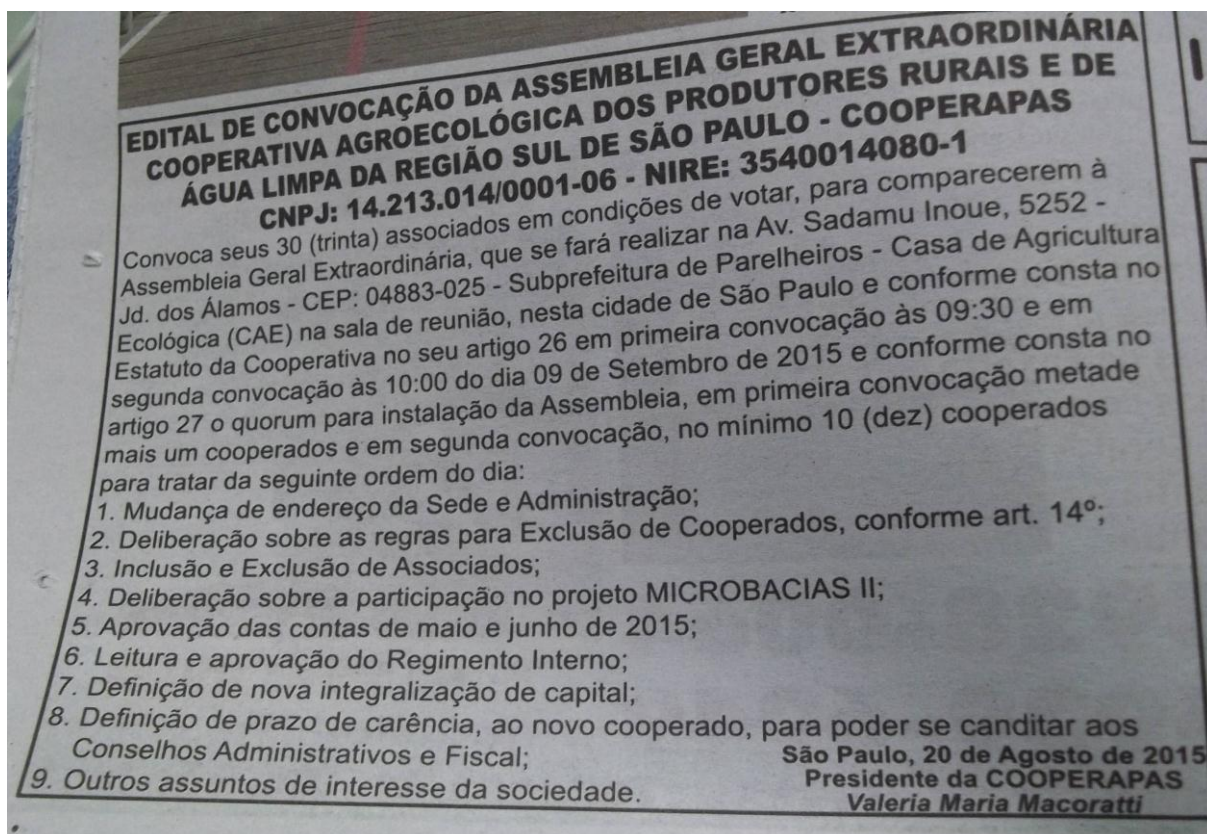 EDITAL DE CONVOCAÇÃO DA ASSEMBLEIA GERAL EXTRAORDINÁRIA
COOPERATIVA AGROECOLÓGICA DOS PRODUTORES RURAIS E DE
ÁGUA LIMPA DA REGIÃO SUL DE SÃO PAULO - COOPERAPAS
CNPJ: 14.213.014/0001-06 - NIRE: 3540014080-1
Convoca seus 30 (trinta) associados em condições de votar, para comparecerem à
Assembleia Geral Extraordinária, que se fará realizar na Av. Sadamu Inoue, 5252 -
Jd. dos Álamos - CEP: 04883-025 - Subprefeitura de Parelheiros - Casa de Agricultura
Ecológica (CAE) na sala de reunião, nesta cidade de São Paulo e conforme consta no
Estatuto da Cooperativa no seu artigo 26 em primeira convocação às 09:30 e em
segunda convocação às 10:00 do dia 09 de Setembro de 2015 e conforme consta no
artigo 27 o quorum para instalação da Assembleia, em primeira convocação metade
mais um cooperados e em segunda convocação, no mínimo 10 (dez) cooperados
para tratar da seguinte ordem do dia:
1. Mudança de endereço da Sede e Administração;
2. Deliberação sobre as regras para Exclusão de Cooperados, conforme art. 14º;
3. Inclusão e Exclusão de Associados;
4. Deliberação sobre a participação no projeto MICROBACIAS II;
5. Aprovação das contas de maio e junho de 2015;
6. Leitura e aprovação do Regimento Interno;
7. Definição de nova integralização de capital;
8. Definição de prazo de carência, ao novo cooperado, para poder se canditar aos
Conselhos Administrativos e Fiscal;
9. Outros assuntos de interesse da sociedade.
São Paulo, 20 de Agosto de 2015
Presidente da COOPERAPAS
Valeria Maria Macoratti